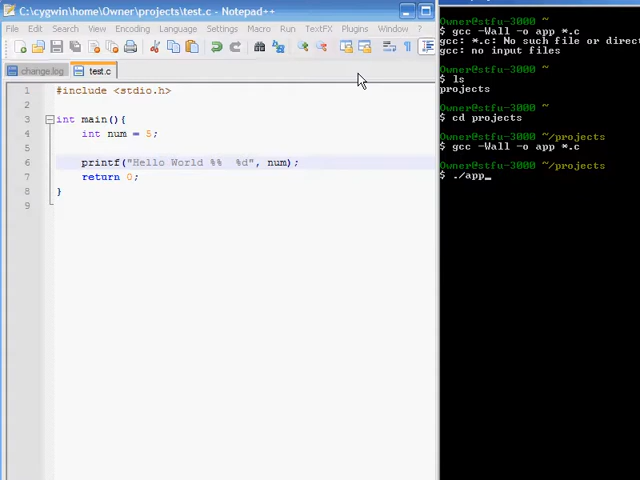 C:\cygwin\home\Owner\projects\test.c - Notepad++
File Edit Search View Encoding Language Settings Macro Run TextFX Plugins Window ?
change.log test.c
1 #include <stdio.h>
2
3 int main(){
4 int num = 5;
5
6 printf("Hello World %% %d", num);
7 return 0;
8 }
9
Owner@stfu-3000 ~
$ gcc -Wall -o app *.c
gcc: *.c: No such file or direct
gcc: no input files
Owner@stfu-3000 ~
$ ls
projects
Owner@stfu-3000 ~
$ cd projects
Owner@stfu-3000 ~/projects
$ gcc -Wall -o app *.c
Owner@stfu-3000 ~/projects
$ ./app_